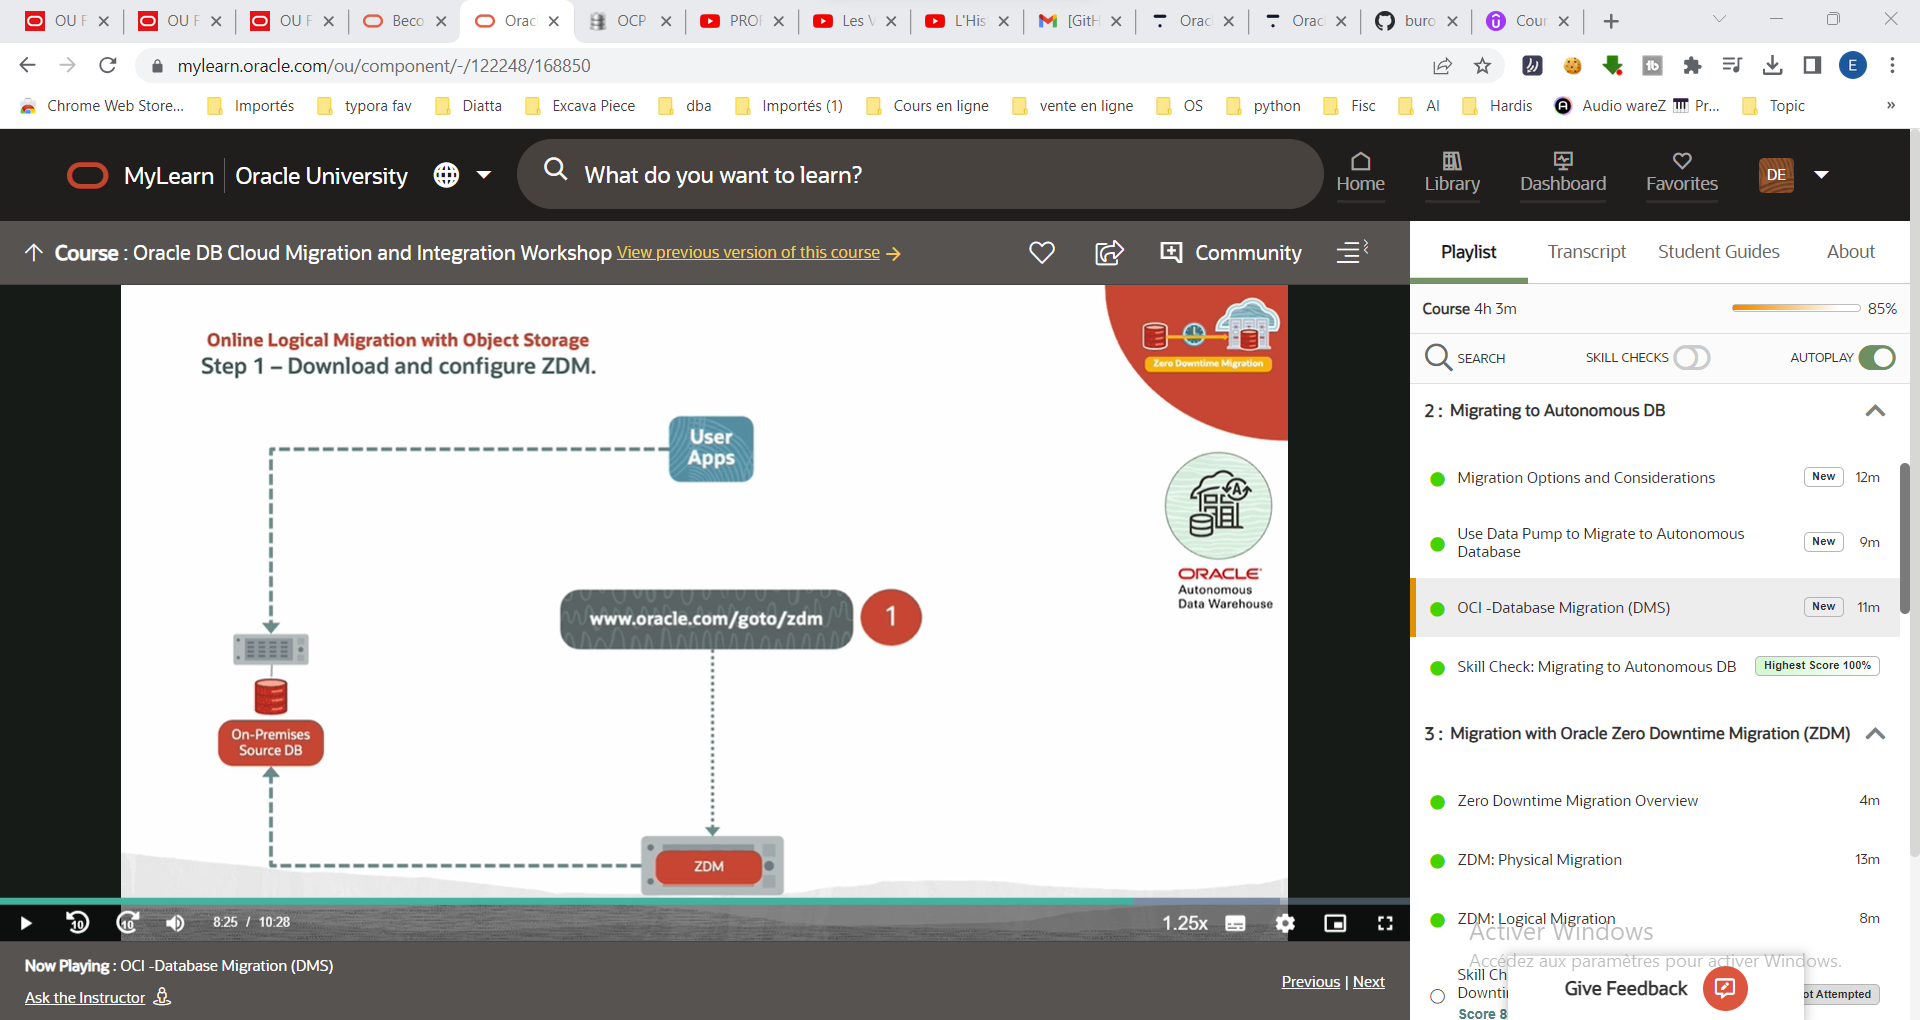 OU F
OU F
OU F
Beco
Orac
OCP
PROF
Les V
L'His
[GitH
Orac
Orac
buro
Cour
mylearn.oracle.com/ou/component/-/122248/168850
E
Chrome Web Store...
Importés
typora fav
Diatta
Excava Piece
dba
Importés (1)
Cours en ligne
vente en ligne
OS
python
Fisc
AI
Hardis
Audio wareZ
Pr...
Topic
»
MyLearn
Oracle University
What do you want to learn?
Home
Library
Dashboard
Favorites
DE
Course : Oracle DB Cloud Migration and Integration Workshop View previous version of this course →
Community
Online Logical Migration with Object Storage
Step 1 – Download and configure ZDM.
Zero Downtime Migration
User
Apps
ORACLE
Autonomous
Data Warehouse
www.oracle.com/goto/zdm
1
On-Premises
Source DB
ZDM
8:25 / 10:28
1.25x
Now Playing : OCI -Database Migration (DMS)
Ask the Instructor
Previous | Next
Playlist
Transcript
Student Guides
About
Course 4h 3m
85%
SEARCH
SKILL CHECKS
AUTOPLAY
2 : Migrating to Autonomous DB
Migration Options and Considerations
New
12m
Use Data Pump to Migrate to Autonomous
Database
New
9m
OCI -Database Migration (DMS)
New
11m
Skill Check: Migrating to Autonomous DB
Highest Score 100%
3 : Migration with Oracle Zero Downtime Migration (ZDM)
Zero Downtime Migration Overview
4m
ZDM: Physical Migration
13m
ZDM: Logical Migration
8m
Activer Windows
Accédez aux paramètres pour activer Windows.
Skill Ch
Downti
Score 8
Give Feedback
ot Attempted